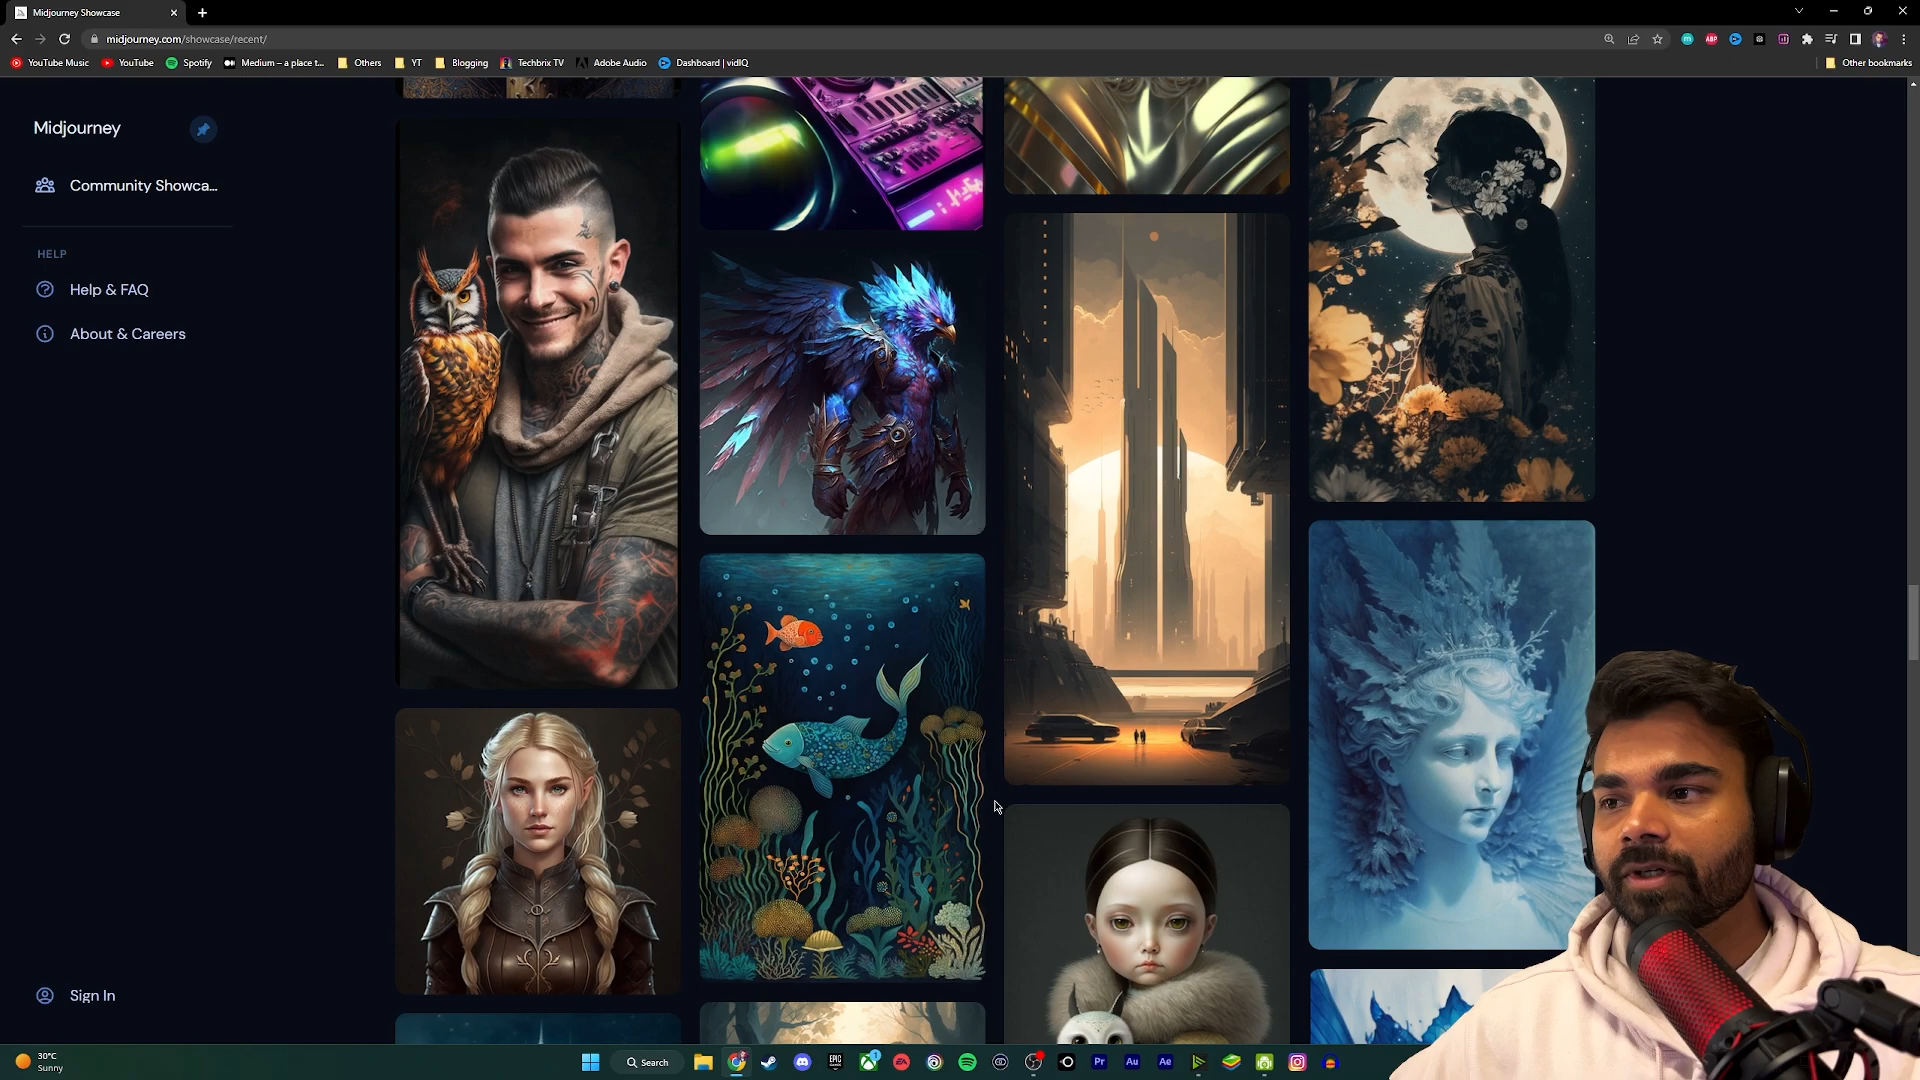 Midjourney Showcase
midjourney.com/showcase/recent/
YouTube Music
YouTube
Spotify
Medium – a place t...
Others
YT
Blogging
Techbrix TV
Adobe Audio
Dashboard | vidIQ
Other bookmarks
Midjourney
Community Showca...
HELP
Help & FAQ
About & Careers
Sign In
30°C
Sunny
Search